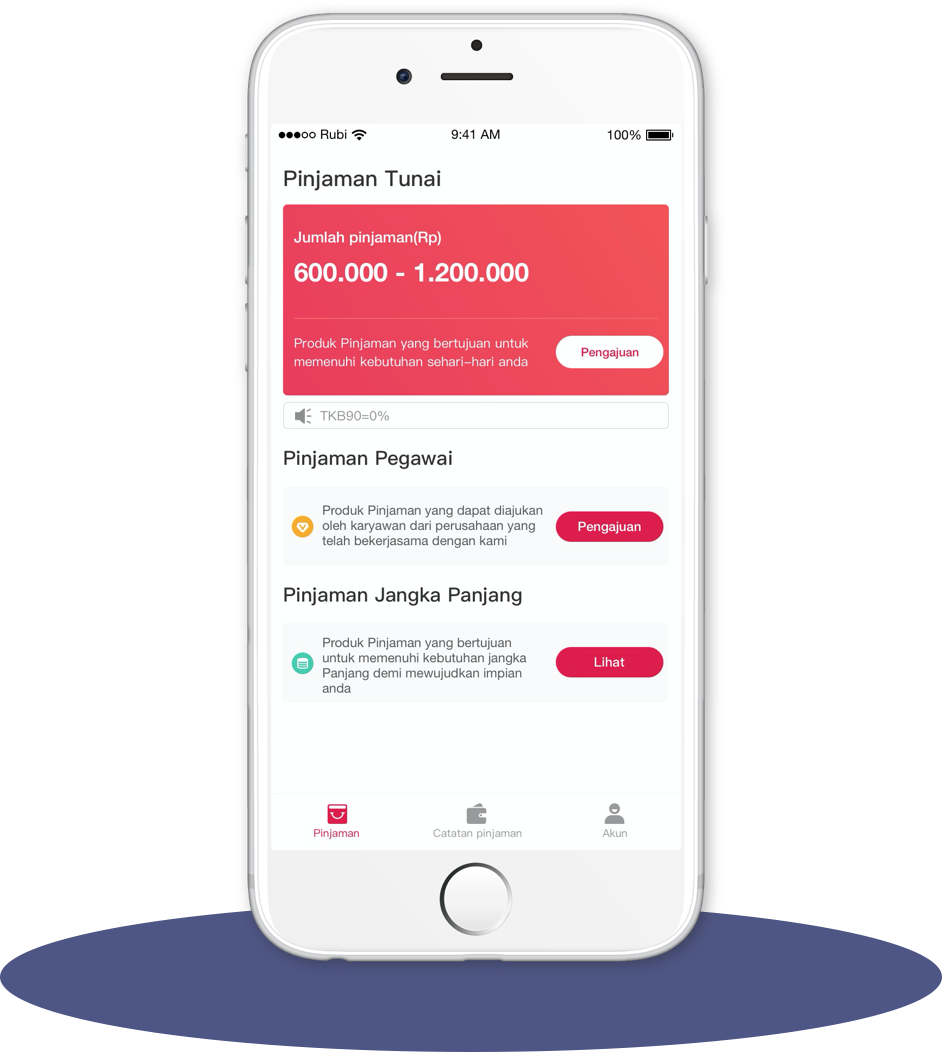 Rubi
9:41 AM
100%
Pinjaman Tunai
Jumlah pinjaman(Rp)
600.000 - 1.200.000
Produk Pinjaman yang bertujuan untuk
memenuhi kebutuhan sehari-hari anda
Pengajuan
TKB90=0%
Pinjaman Pegawai
Produk Pinjaman yang dapat diajukan
oleh karyawan dari perusahaan yang
telah bekerjasama dengan kami
Pengajuan
Pinjaman Jangka Panjang
Produk Pinjaman yang bertujuan
untuk memenuhi kebutuhan jangka
Panjang demi mewujudkan impian
anda
Lihat
Pinjaman
Catatan pinjaman
Akun